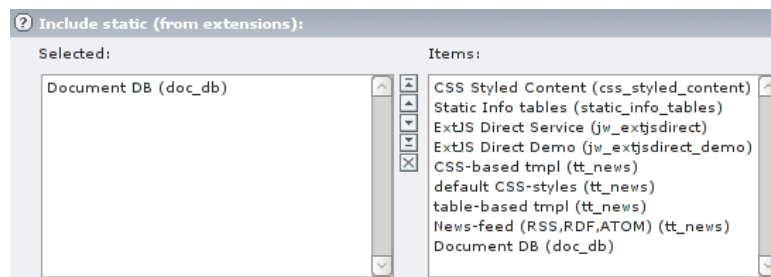 Include static (from extensions):
Selected:
Items:
Document DB (doc_db)
CSS Styled Content (css_styled_content)
Static Info tables (static_info_tables)
ExtJS Direct Service (jw_extjsdirect)
ExtJS Direct Demo (jw_extjsdirect_demo)
CSS-based tmpl (tt_news)
default CSS-styles (tt_news)
table-based tmpl (tt_news)
News-feed (RSS,RDF,ATOM) (tt_news)
Document DB (doc_db)